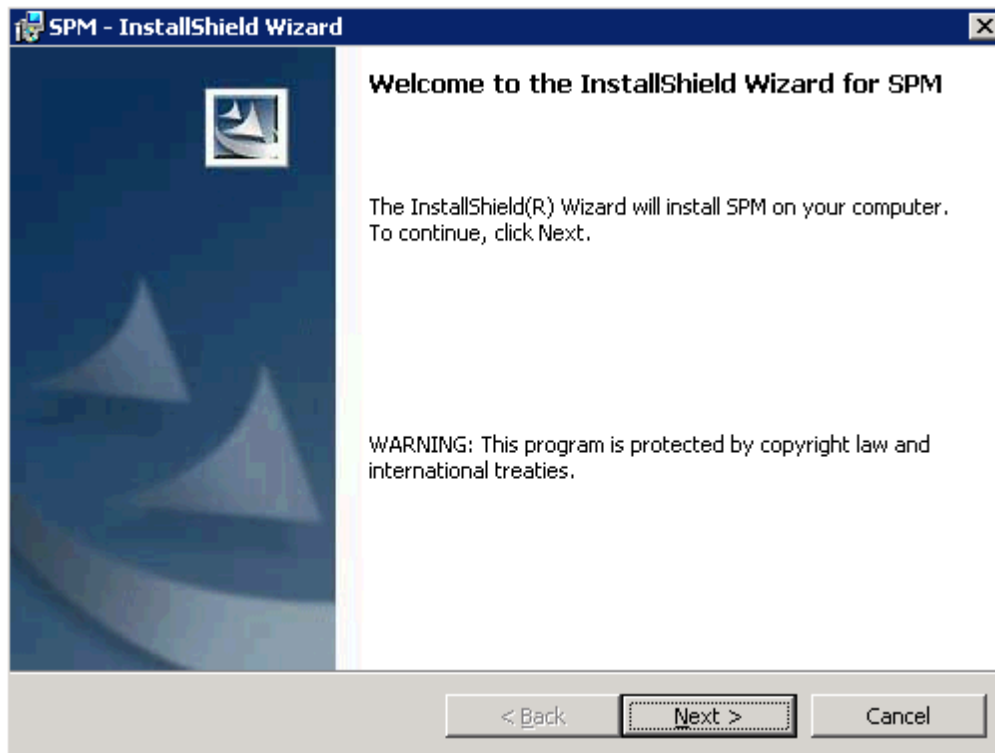 SPM - InstallShield Wizard
Welcome to the InstallShield Wizard for SPM
The InstallShield(R) Wizard will install SPM on your computer.
To continue, click Next.
WARNING: This program is protected by copyright law and
international treaties.
< Back
Next >
Cancel